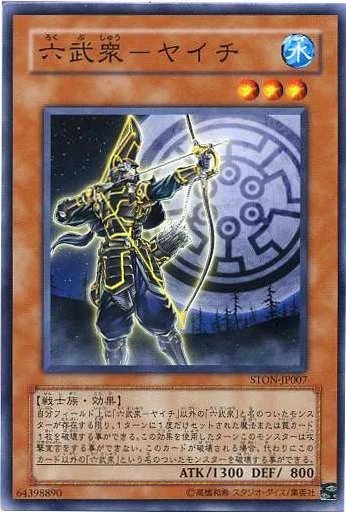 ろく ぶ しゅう
六武衆－ヤイチ
水
STON-JP007
【戦士族・効果】
自分フィールド上に「六武衆－ヤイチ」以外の「六武衆」と名のついたモンス
ターが存在する限り、1ターンに1度だけセットされた魔法または罠カード
1枚を破壊する事ができる。この効果を使用したターンこのモンスターは攻
撃宣言をする事ができない。このカードが破壊される場合、代わりにこの
カード以外の「六武衆」という名のついたモンスターを破壊する事ができる。
ATK/1300 DEF/ 800
64398890
©高橋和希 スタジオ・ダイス/集英社